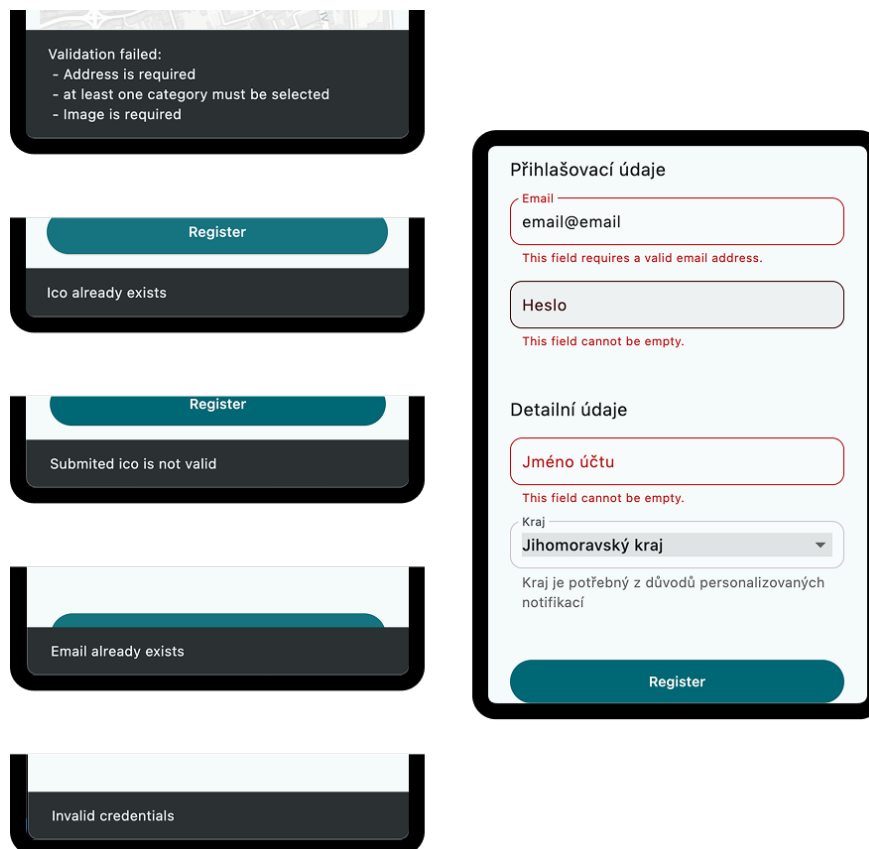 Validation failed:
- Address is required
- at least one category must be selected
- Image is required
Register
Ico already exists
Register
Submited ico is not valid
Email already exists
Invalid credentials
Přihlašovací údaje
Email
email@email
This field requires a valid email address.
Heslo
This field cannot be empty.
Detailní údaje
Jméno účtu
This field cannot be empty.
Kraj
Jihomoravský kraj
Kraj je potřebný z důvodů personalizovaných
notifikací
Register